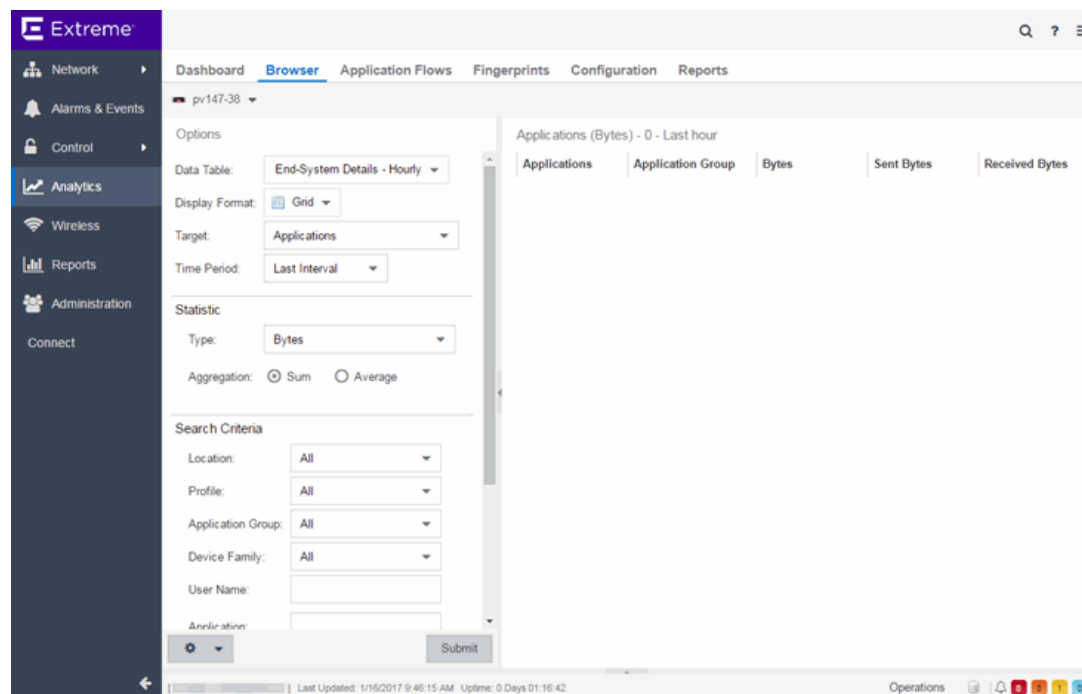 Extreme
Network
Alarms & Events
Control
Analytics
Wireless
Reports
Administration
Connect
?
Dashboard Browser Application Flows Fingerprints Configuration Reports
pv147-38
Options
Data Table: End-System Details - Hourly
Display Format: Grid
Target: Applications
Time Period: Last Interval
Statistic
Type: Bytes
Aggregation: Sum Average
Search Criteria
Location: All
Profile: All
Application Group: All
Device Family: All
User Name:
Application:
Submit
Applications (Bytes) - 0 - Last hour
Applications Application Group Bytes Sent Bytes Received Bytes
Last Updated: 1/16/2017 9:46:15 AM Uptime: 0 Days 01:16:42
Operations 0 0 1